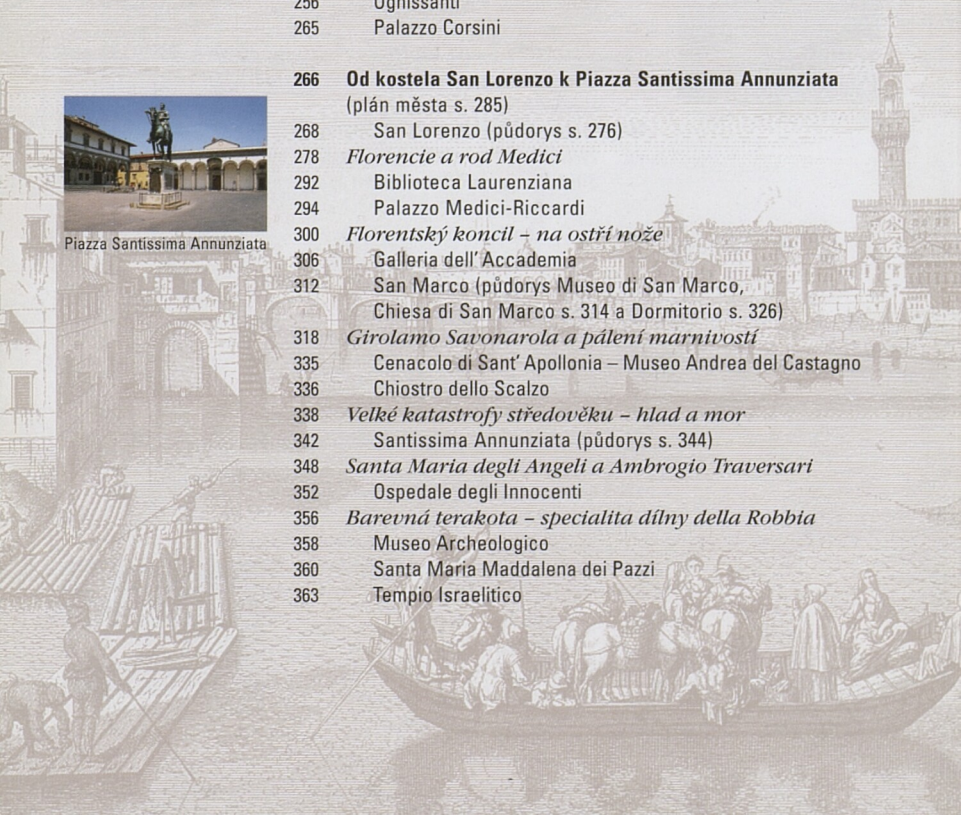 256 Ognissanti
265 Palazzo Corsini
266 Od kostela San Lorenzo k Piazza Santissima Annunziata
(plán města s. 285)
268 San Lorenzo (půdorys s. 276)
278 Florencie a rod Medici
292 Biblioteca Laurenziana
294 Palazzo Medici-Riccardi
Piazza Santissima Annunziata
300 Florentský koncil – na ostří nože
306 Galleria dell' Accademia
312 San Marco (půdorys Museo di San Marco,
Chiesa di San Marco s. 314 a Dormitorio s. 326)
318 Girolamo Savonarola a pálení marnivostí
335 Cenacolo di Sant' Apollonia – Museo Andrea del Castagno
336 Chiostro dello Scalzo
338 Velké katastrofy středověku – hlad a mor
342 Santissima Annunziata (půdorys s. 344)
348 Santa Maria degli Angeli a Ambrogio Traversari
352 Ospedale degli Innocenti
356 Barevná terakota – specialita dílny della Robbia
358 Museo Archeologico
360 Santa Maria Maddalena dei Pazzi
363 Tempio Israelitico